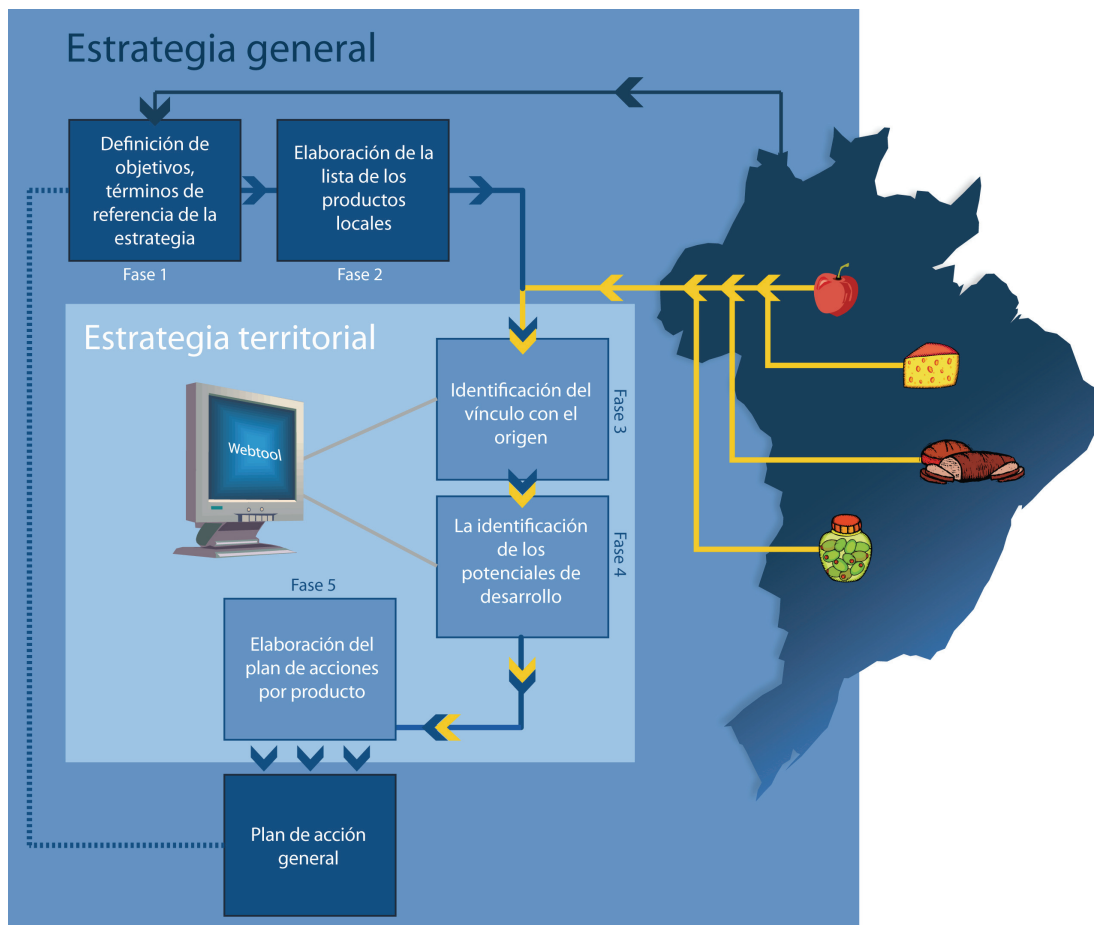 Estrategia general
Definición de
objetivos,
términos de
referencia de la
estrategia
Fase 1
Elaboración de la
lista de los
productos
locales
Fase 2
Estrategia territorial
Webtool
Identificación del
vínculo con el
origen
Fase 3
La identificación
de los
potenciales de
desarrollo
Fase 4
Fase 5
Elaboración del
plan de acciones
por producto
Plan de acción
general